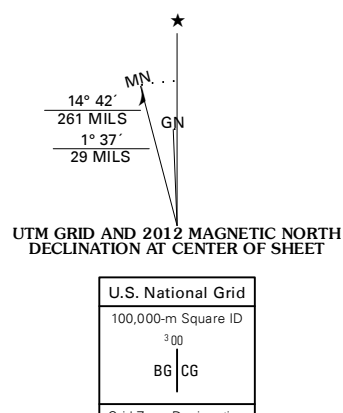 ★
MN
14° 42´
261 MILS
GN
1° 37´
29 MILS
UTM GRID AND 2012 MAGNETIC NORTH
DECLINATION AT CENTER OF SHEET
U.S. National Grid
100,000-m Square ID
³00
BG CG